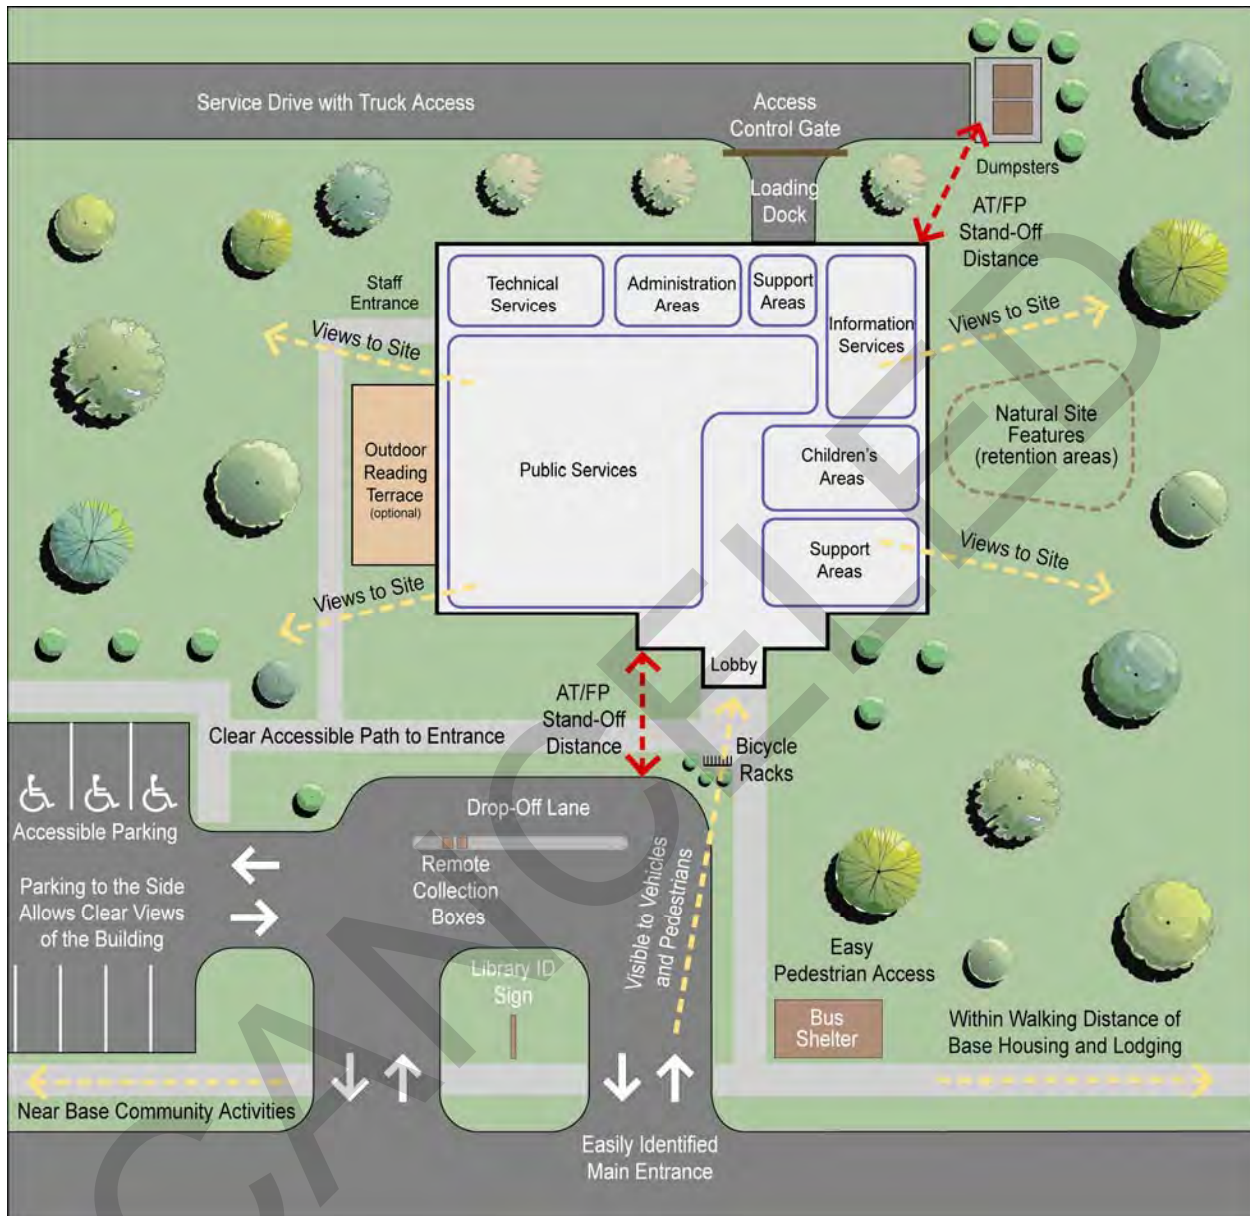 Service Drive with Truck Access
Access
Control Gate
Loading
Dock
Dumpsters
AT/FP
Stand-Off
Distance
Staff
Entrance
Technical
Services
Administration
Areas
Support
Areas
Information
Services
Views to Site
Views to Site
Outdoor
Reading
Terrace
(optional)
Public Services
Children's
Areas
Natural Site
Features
(retention areas)
Support
Areas
Views to Site
Views to Site
Lobby
AT/FP
Stand-Off
Distance
Clear Accessible Path to Entrance
Bicycle
Racks
Accessible Parking
Drop-Off Lane
Remote
Collection
Boxes
Parking to the Side
Allows Clear Views
of the Building
Visible to Vehicles
and Pedestrians
Library ID
Sign
Easy
Pedestrian Access
Bus
Shelter
Within Walking Distance of
Base Housing and Lodging
Near Base Community Activities
Easily Identified
Main Entrance
CANCELED